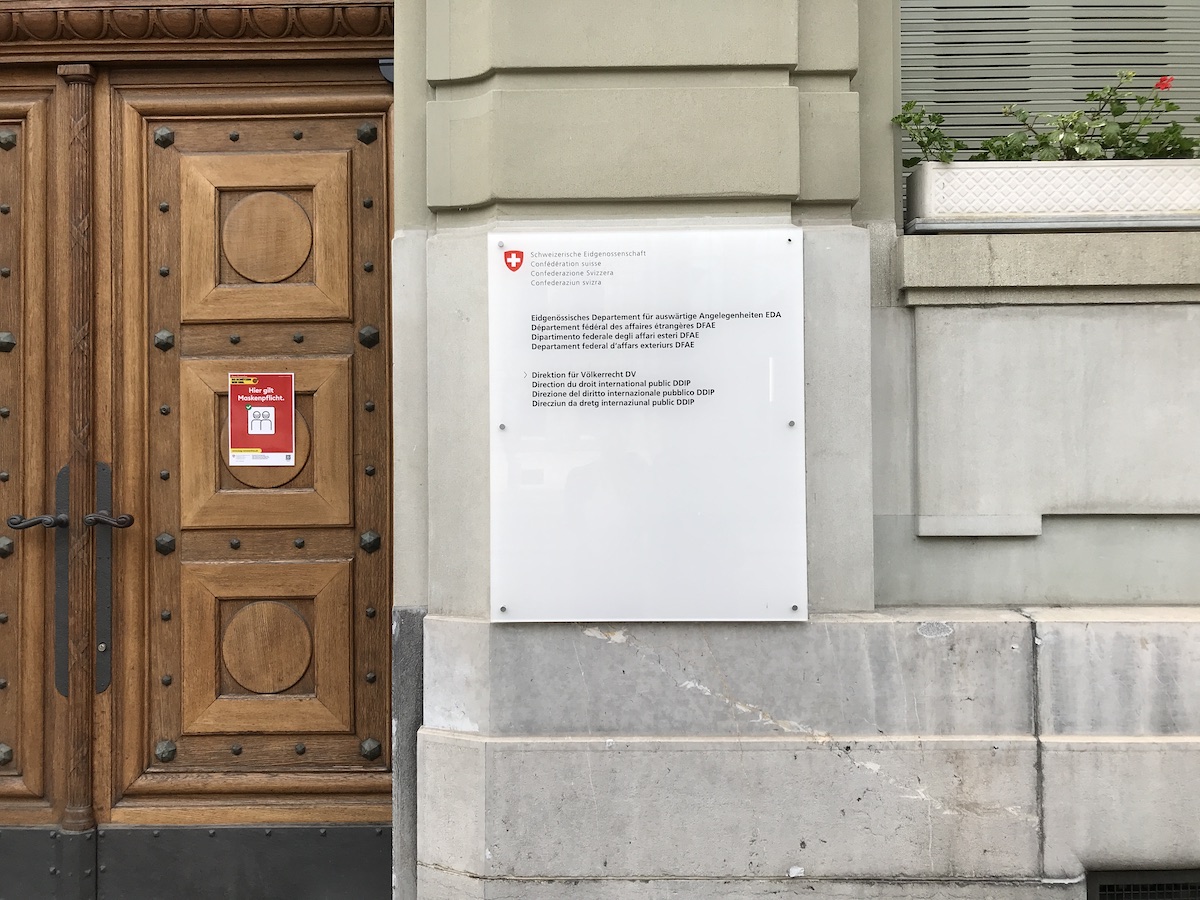 Hier gilt
Maskenpflicht.
Schweizerische Eidgenossenschaft
Confédération suisse
Confederazione Svizzera
Confederaziun svizra
Eidgenössisches Departement für auswärtige Angelegenheiten EDA
Département fédéral des affaires étrangères DFAE
Dipartimento federale degli affari esteri DFAE
Departament federal d'affars exteriurs DFAE
› Direktion für Völkerrecht DV
Direction du droit international public DDIP
Direzione del diritto internazionale pubblico DDIP
Direcziun da dretg internaziunal public DDIP